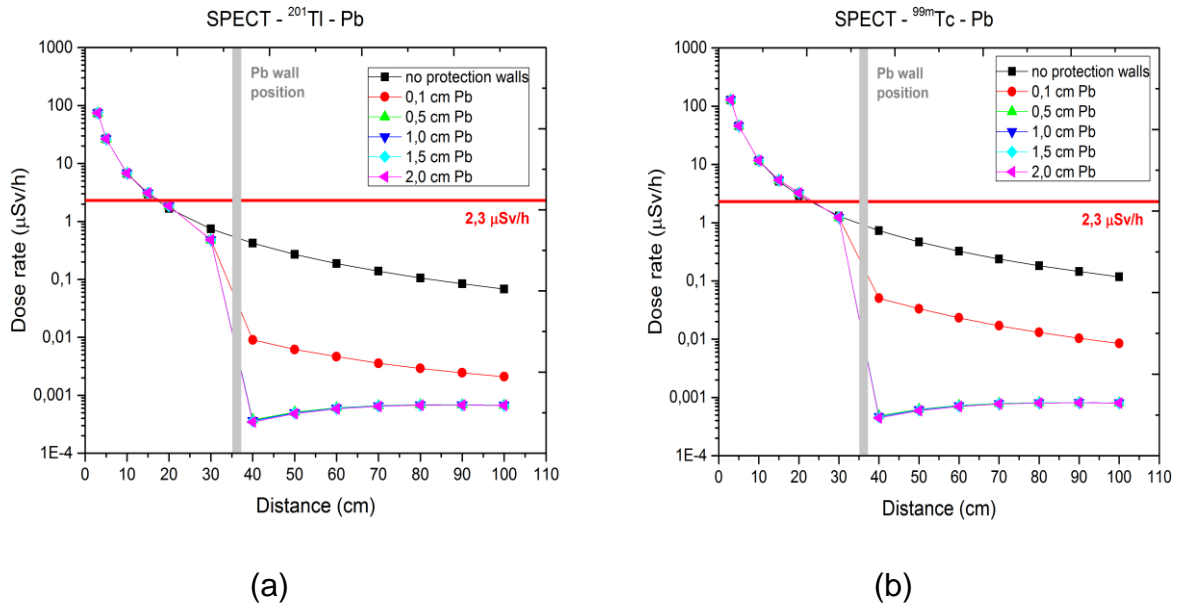 SPECT - ²⁰¹Tl - Pb
1000
100
10
1
0,1
0,01
0,001
1E-4
Dose rate (μSv/h)
Pb wall
position
no protection walls
0,1 cm Pb
0,5 cm Pb
1,0 cm Pb
1,5 cm Pb
2,0 cm Pb
2,3 μSv/h
0 10 20 30 40 50 60 70 80 90 100 110
Distance (cm)
(a)
SPECT - ⁹⁹ᵐTc - Pb
1000
100
10
1
0,1
0,01
0,001
1E-4
Dose rate (μSv/h)
Pb wall
position
no protection walls
0,1 cm Pb
0,5 cm Pb
1,0 cm Pb
1,5 cm Pb
2,0 cm Pb
2,3 μSv/h
0 10 20 30 40 50 60 70 80 90 100 110
Distance (cm)
(b)